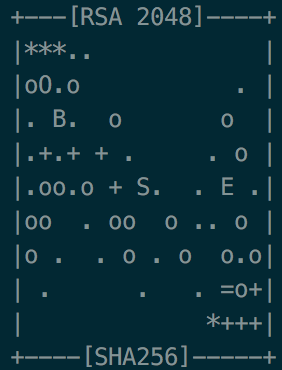 +---[RSA 2048]----+
|***..            |
|oO.o           . |
|. B.  o       o  |
|.+.+ + .     . o |
|.oo.o + S.  . E .|
|oo  . oo  o .. o |
|o .  . o . o  o.o|
| .      .   . =o+|
|             *+++|
+----[SHA256]-----+